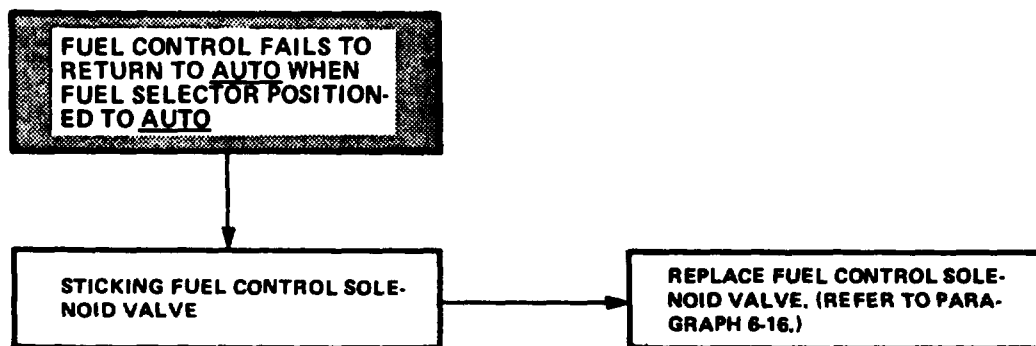 FUEL CONTROL FAILS TO
RETURN TO AUTO WHEN
FUEL SELECTOR POSITION-
ED TO AUTO
STICKING FUEL CONTROL SOLE-
NOID VALVE
REPLACE FUEL CONTROL SOLE-
NOID VALVE. (REFER TO PARA-
GRAPH 6-16.)